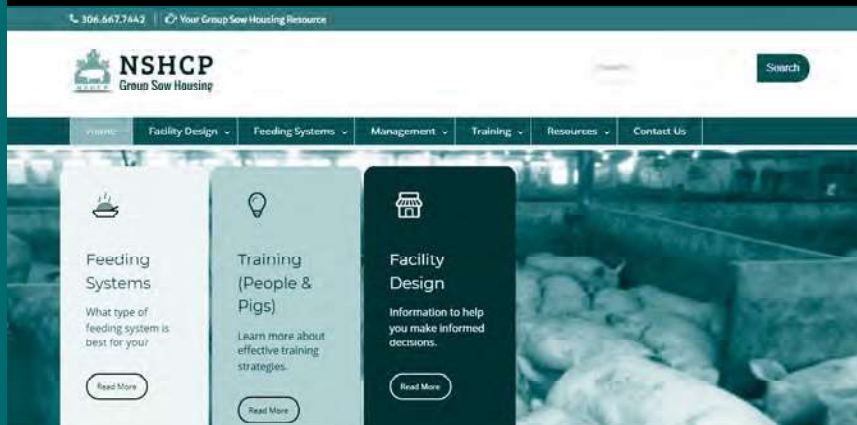 306.667.7442 | Your Group Sow Housing Resource
NSHCP
Group Sow Housing
NSHCP
Search
Home Facility Design Feeding Systems Management Training Resources Contact Us
Feeding
Systems
What type of
feeding system is
best for you?
Read More
Training
(People &
Pigs)
Learn more about
effective training
strategies.
Read More
Facility
Design
Information to help
you make informed
decisions.
Read More